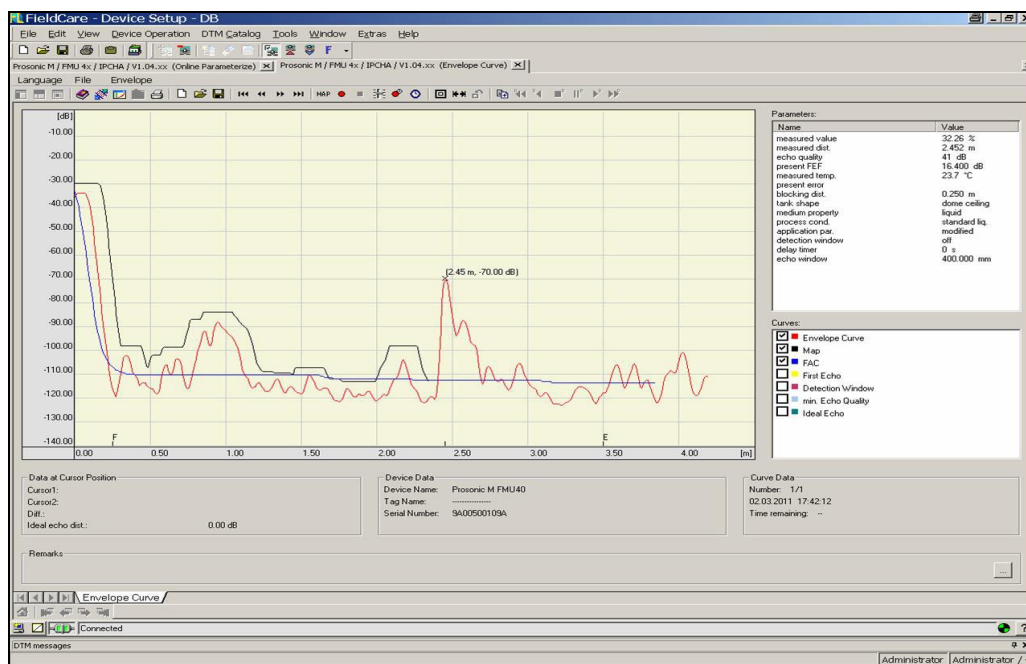 FieldCare - Device Setup - DB
File Edit View Device Operation DTM Catalog Tools Window Extras Help
Prosonic M / FMU 4x / IPCHA / V1.04.xx (Online Parameterize) Prosonic M / FMU 4x / IPCHA / V1.04.xx (Envelope Curve)
Language File Envelope
MAP
[dB]
-10.00
-20.00
-30.00
-40.00
-50.00
-60.00
-70.00
-80.00
-90.00
-100.00
-110.00
-120.00
-130.00
-140.00
(2.45 m, -70.00 dB)
F E
0.00 0.50 1.00 1.50 2.00 2.50 3.00 3.50 4.00 [m]
Parameters:
Name Value
measured value 32.26 %
measured dist. 2.452 m
echo quality 41 dB
present FEF 16.400 dB
measured temp. 23.7 °C
present error
blocking dist. 0.250 m
tank shape dome ceiling
medium property liquid
process cond. standard liq.
application par. modified
detection window off
delay timer 0 s
echo window 400.000 mm
Curves:
Envelope Curve
Map
FAC
First Echo
Detection Window
min. Echo Quality
Ideal Echo
Data at Cursor Position
Cursor1:
Cursor2:
Diff.:
Ideal echo dist.: 0.00 dB
Device Data
Device Name: Prosonic M FMU40
Tag Name: ---------------
Serial Number: 9A00500109A
Curve Data
Number: 1/1
02.03.2011 17:42:12
Time remaining: --
Remarks
...
Envelope Curve
Connected
DTM messages
Administrator Administrator /